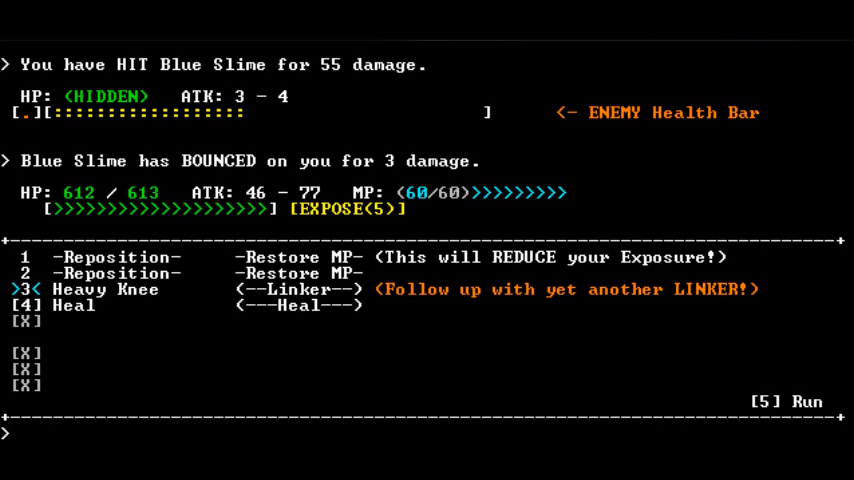 > You have HIT Blue Slime for 55 damage.
HP: (HIDDEN)   ATK: 3 - 4
[.][::::::::::::::::::                      ]      <- ENEMY Health Bar
> Blue Slime has BOUNCED on you for 3 damage.
HP: 612 / 613   ATK: 46 - 77   MP: (60/60)>>>>>>>>>
[>>>>>>>>>>>>>>>>>>>>] [EXPOSE(5)]
1  -Reposition-     -Restore MP- (This will REDUCE your Exposure!)
2  -Reposition-     -Restore MP-
>3< Heavy Knee       (--Linker--) (Follow up with yet another LINKER!)
[4] Heal             (---Heal---)
[X]
[X]
[X]
[X]
[5] Run
>